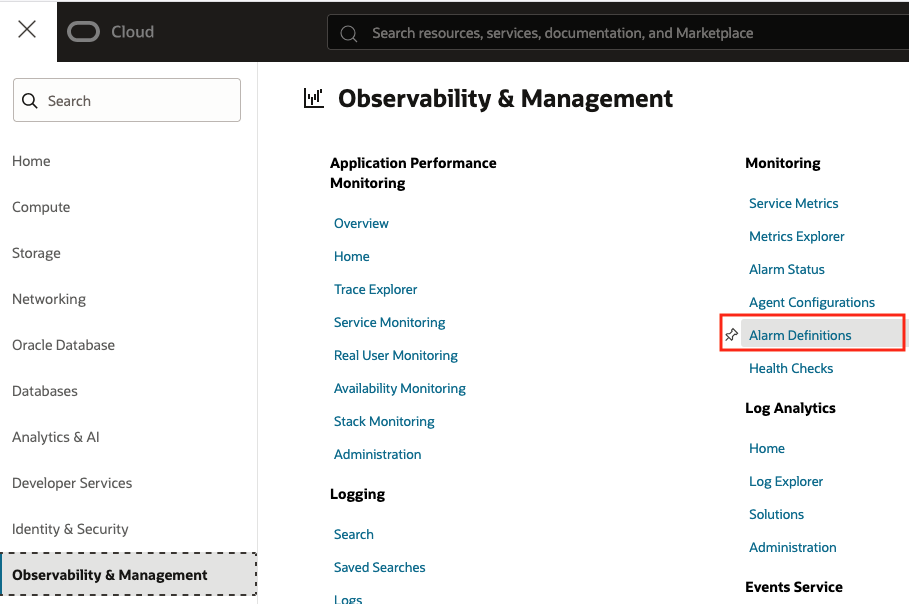 Cloud
Search resources, services, documentation, and Marketplace
Search
Home
Compute
Storage
Networking
Oracle Database
Databases
Analytics & AI
Developer Services
Identity & Security
Observability & Management
Observability & Management
Application Performance
Monitoring
Overview
Home
Trace Explorer
Service Monitoring
Real User Monitoring
Availability Monitoring
Stack Monitoring
Administration
Logging
Search
Saved Searches
Logs
Monitoring
Service Metrics
Metrics Explorer
Alarm Status
Agent Configurations
Alarm Definitions
Health Checks
Log Analytics
Home
Log Explorer
Solutions
Administration
Events Service